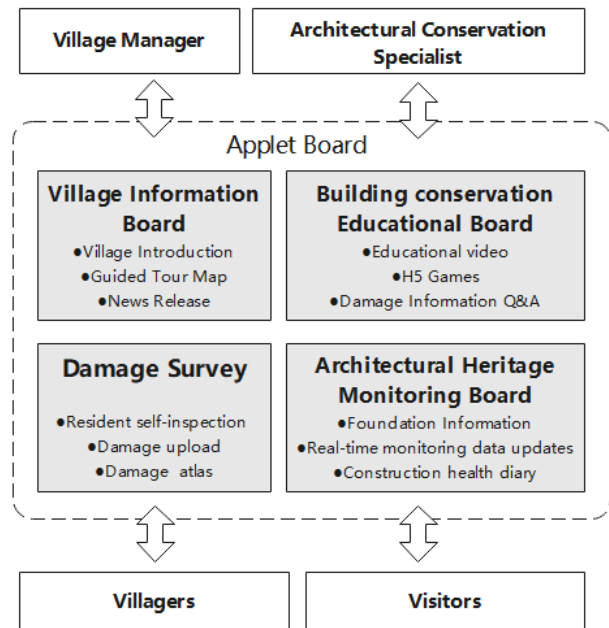 Village Manager
Architectural Conservation
Specialist
Applet Board
Village Information
Board
●Village Introduction
●Guided Tour Map
●News Release
Building conservation
Educational Board
●Educational video
●H5 Games
●Damage Information Q&A
Damage Survey
●Resident self-inspection
●Damage upload
●Damage atlas
Architectural Heritage
Monitoring Board
●Foundation Information
●Real-time monitoring data updates
●Construction health diary
Villagers
Visitors